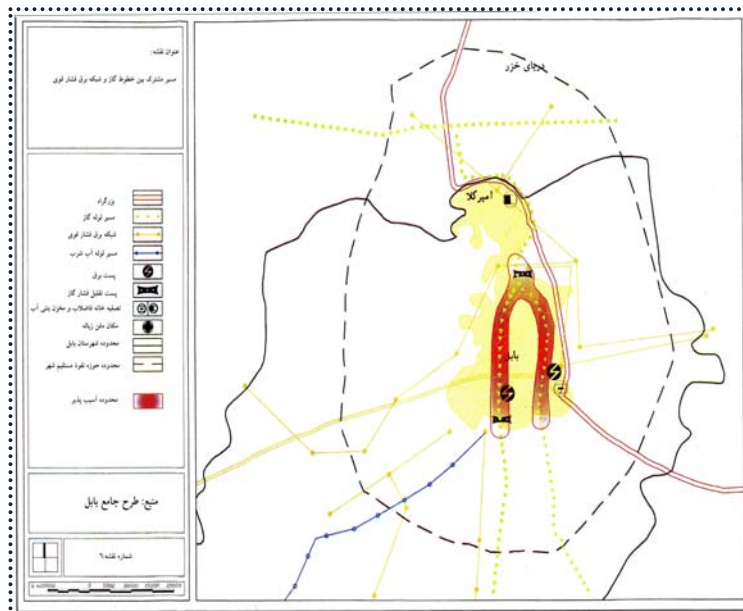 عنوان نقشه:
مسیر مشترک بین خطوط گاز و شبکه برق فشار قوی
بزرگراه
مسیر لوله گاز
شبکه برق فشار قوی
مسیر لوله آب شرب
پست برق
پست تقلیل فشار گاز
تصفیه خانه فاضلاب و مخزن بتنی آب
مکان دفن زباله
محدوده شهرستان بابل
محدوده حوزه نفوذ مستقیم شهر
محدوده آسیب پذیر
منبع: طرح جامع بابل
شماره نقشه:٦
دریای خزر
امیرکلا
بابل